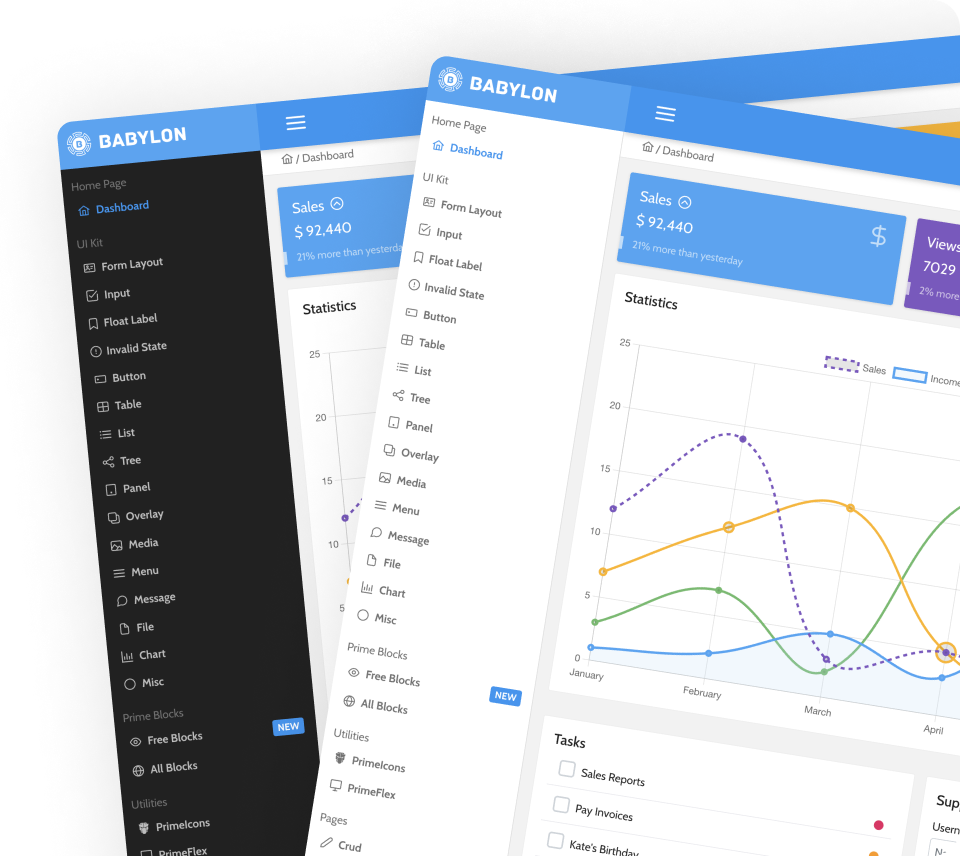 BABYLON
Home Page
Dashboard
UI Kit
Form Layout
Input
Float Label
Invalid State
Button
Table
List
Tree
Panel
Overlay
Media
Menu
Message
File
Chart
Misc
Prime Blocks
Free Blocks
NEW
All Blocks
Utilities
PrimeIcons
PrimeFlex
/ Dashboard
Sales
$ 92,440
21% more than yesterday
Statistics
25
20
15
10
5
BABYLON
Home Page
Dashboard
UI Kit
Form Layout
Input
Float Label
Invalid State
Button
Table
List
Tree
Panel
Overlay
Media
Menu
Message
File
Chart
Misc
Prime Blocks
Free Blocks
NEW
All Blocks
Utilities
PrimeIcons
PrimeFlex
Pages
Crud
/ Dashboard
Sales
$ 92,440
21% more than yesterday
$
Views
7029
2% more
Statistics
Sales
Income
25
20
15
10
5
0
January
February
March
April
Tasks
Sales Reports
Pay Invoices
Kate's Birthday